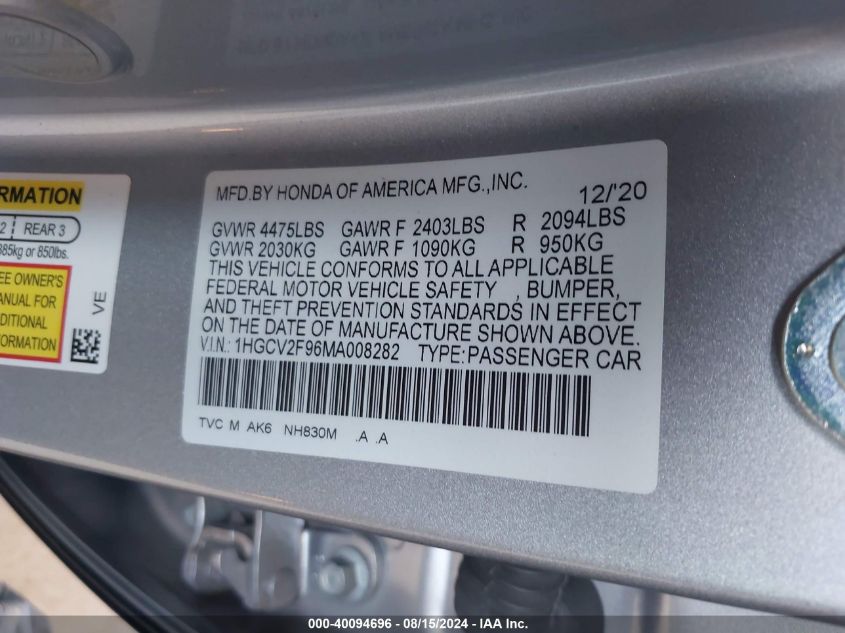 RMATION
2 REAR 3
385kg or 850lbs.
EE OWNER'S
ANUAL FOR
DITIONAL
FORMATION
VE
MFD.BY HONDA OF AMERICA MFG.,INC. 12/'20
GVWR 4475LBS GAWR F 2403LBS R 2094LBS
GVWR 2030KG GAWR F 1090KG R 950KG
THIS VEHICLE CONFORMS TO ALL APPLICABLE
FEDERAL MOTOR VEHICLE SAFETY , BUMPER,
AND THEFT PREVENTION STANDARDS IN EFFECT
ON THE DATE OF MANUFACTURE SHOWN ABOVE.
V.I.N.: 1HGCV2F96MA008282 TYPE:PASSENGER CAR
TVC M AK6 NH830M .A .A
000-40094696 - 08/15/2024 - IAA Inc.